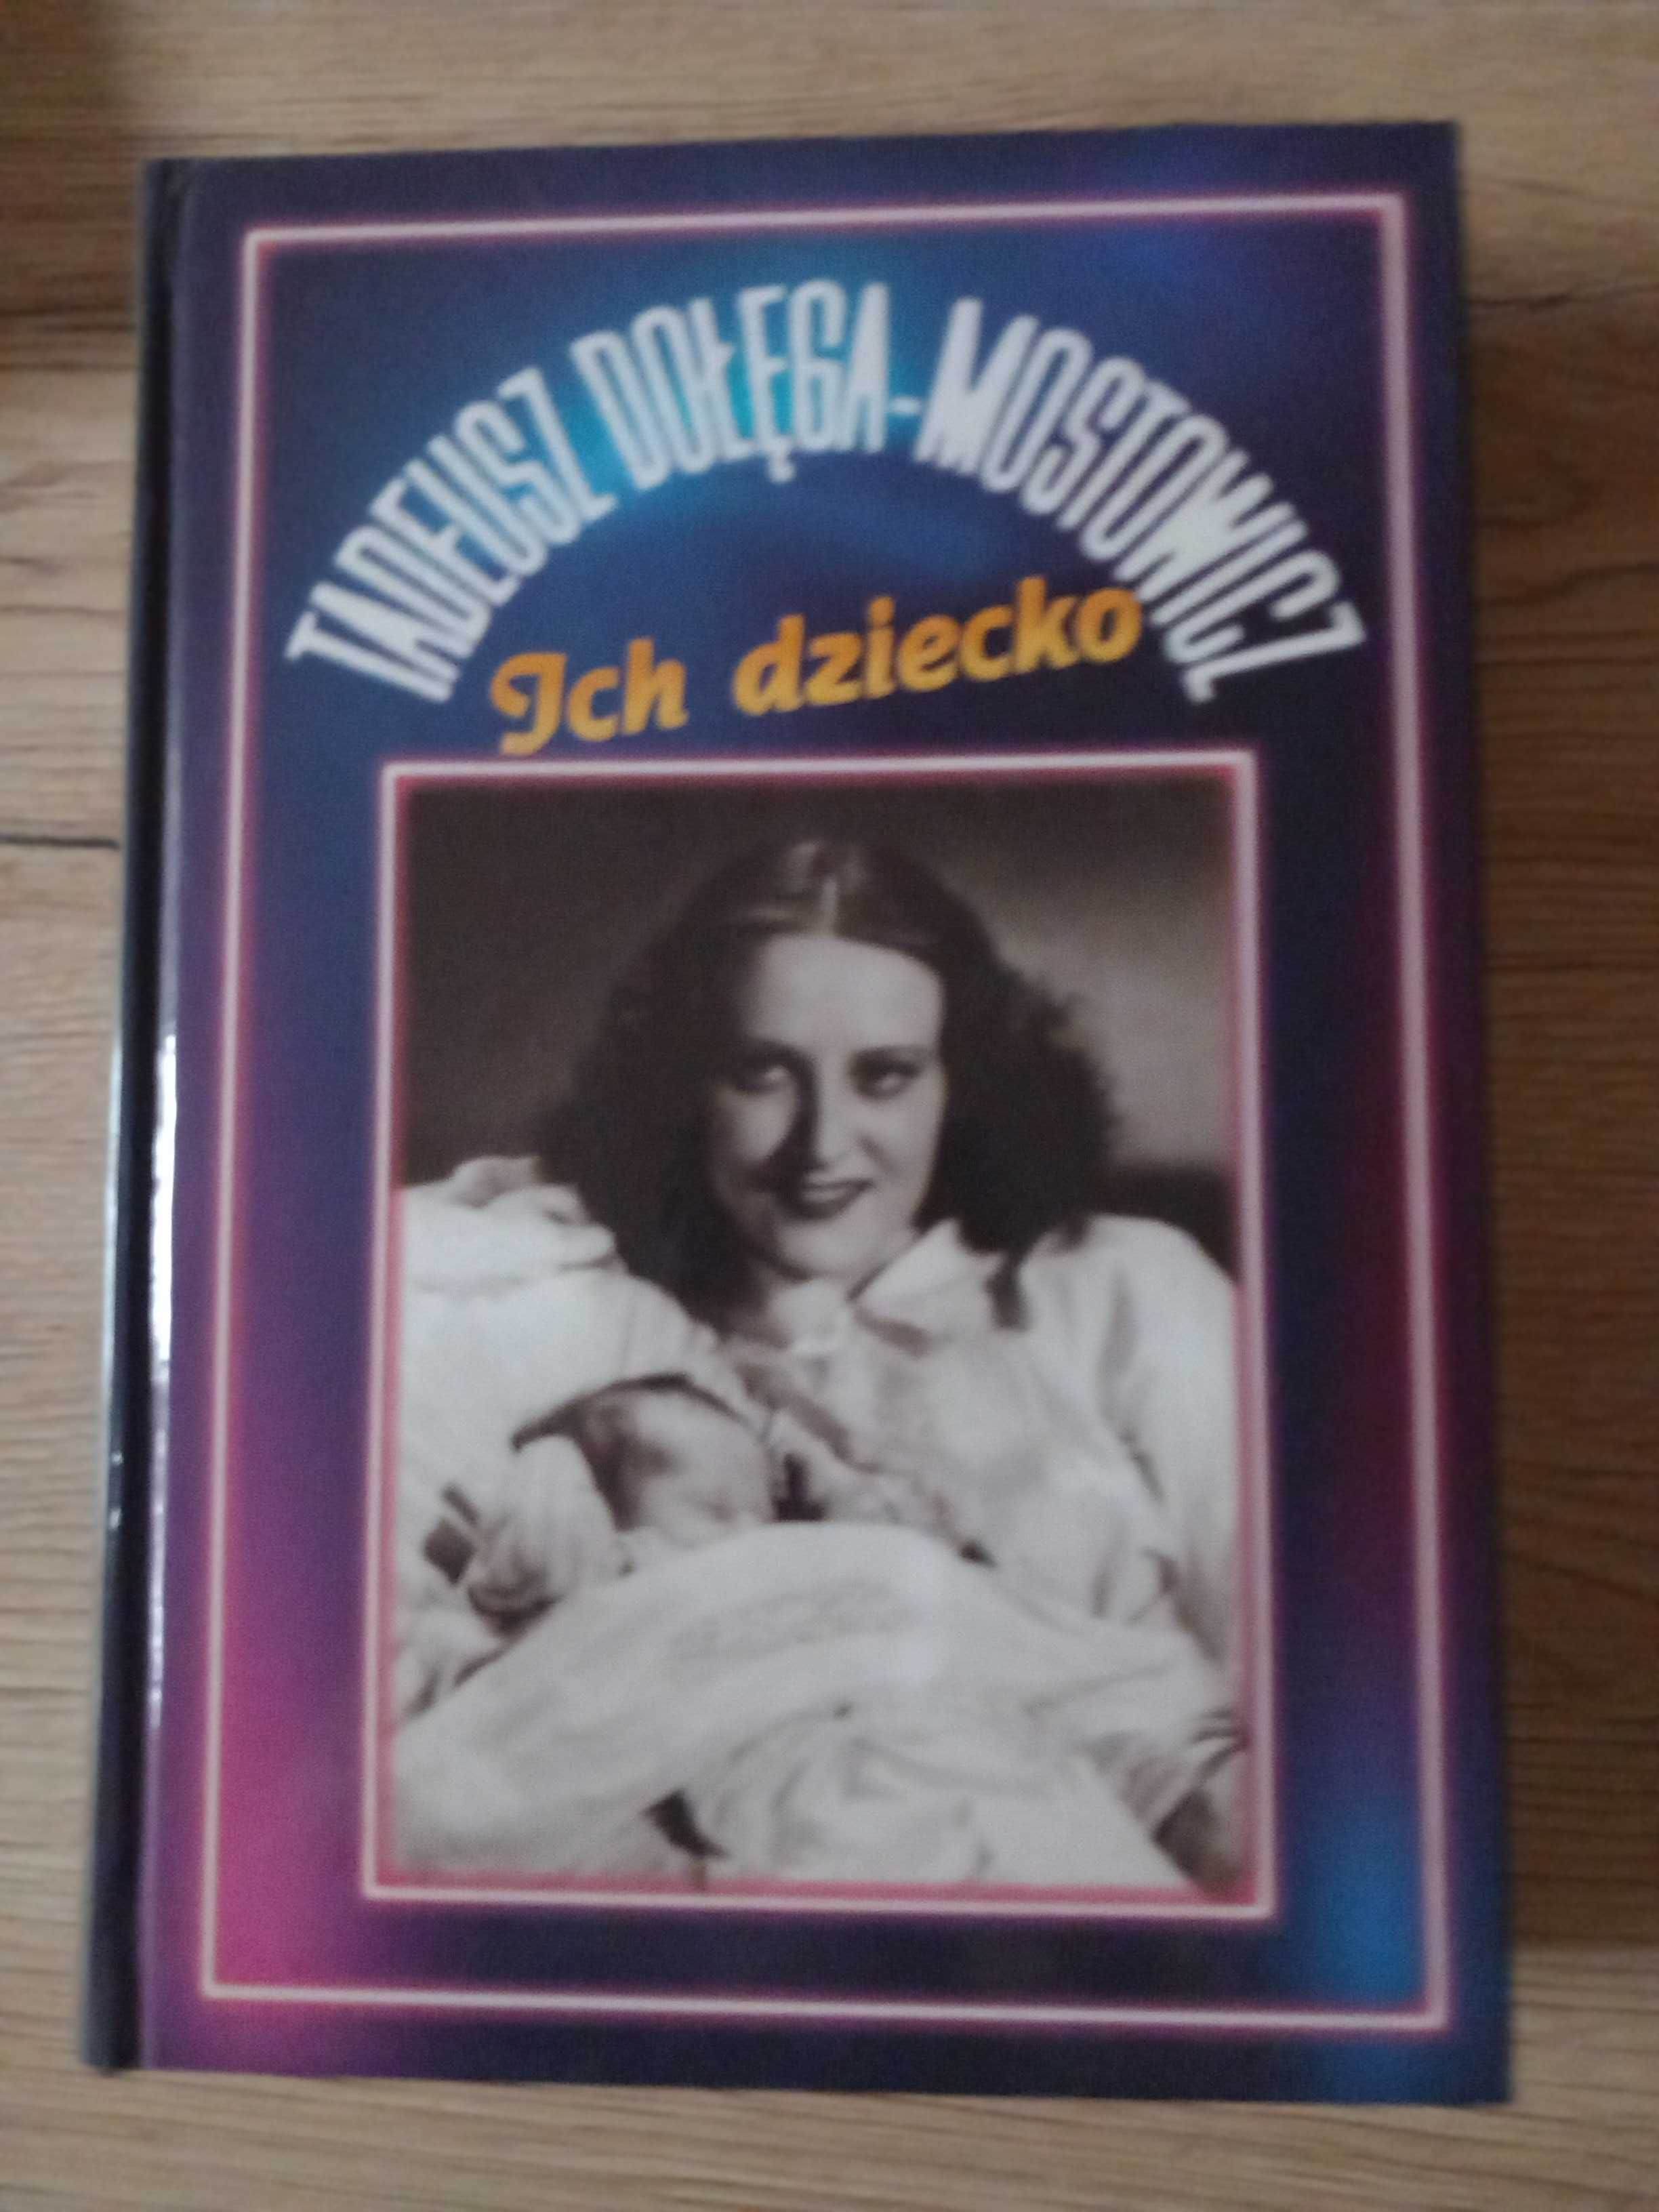 TADEUSZ DOŁĘGA-MOSTOWICZ
Ich dziecko